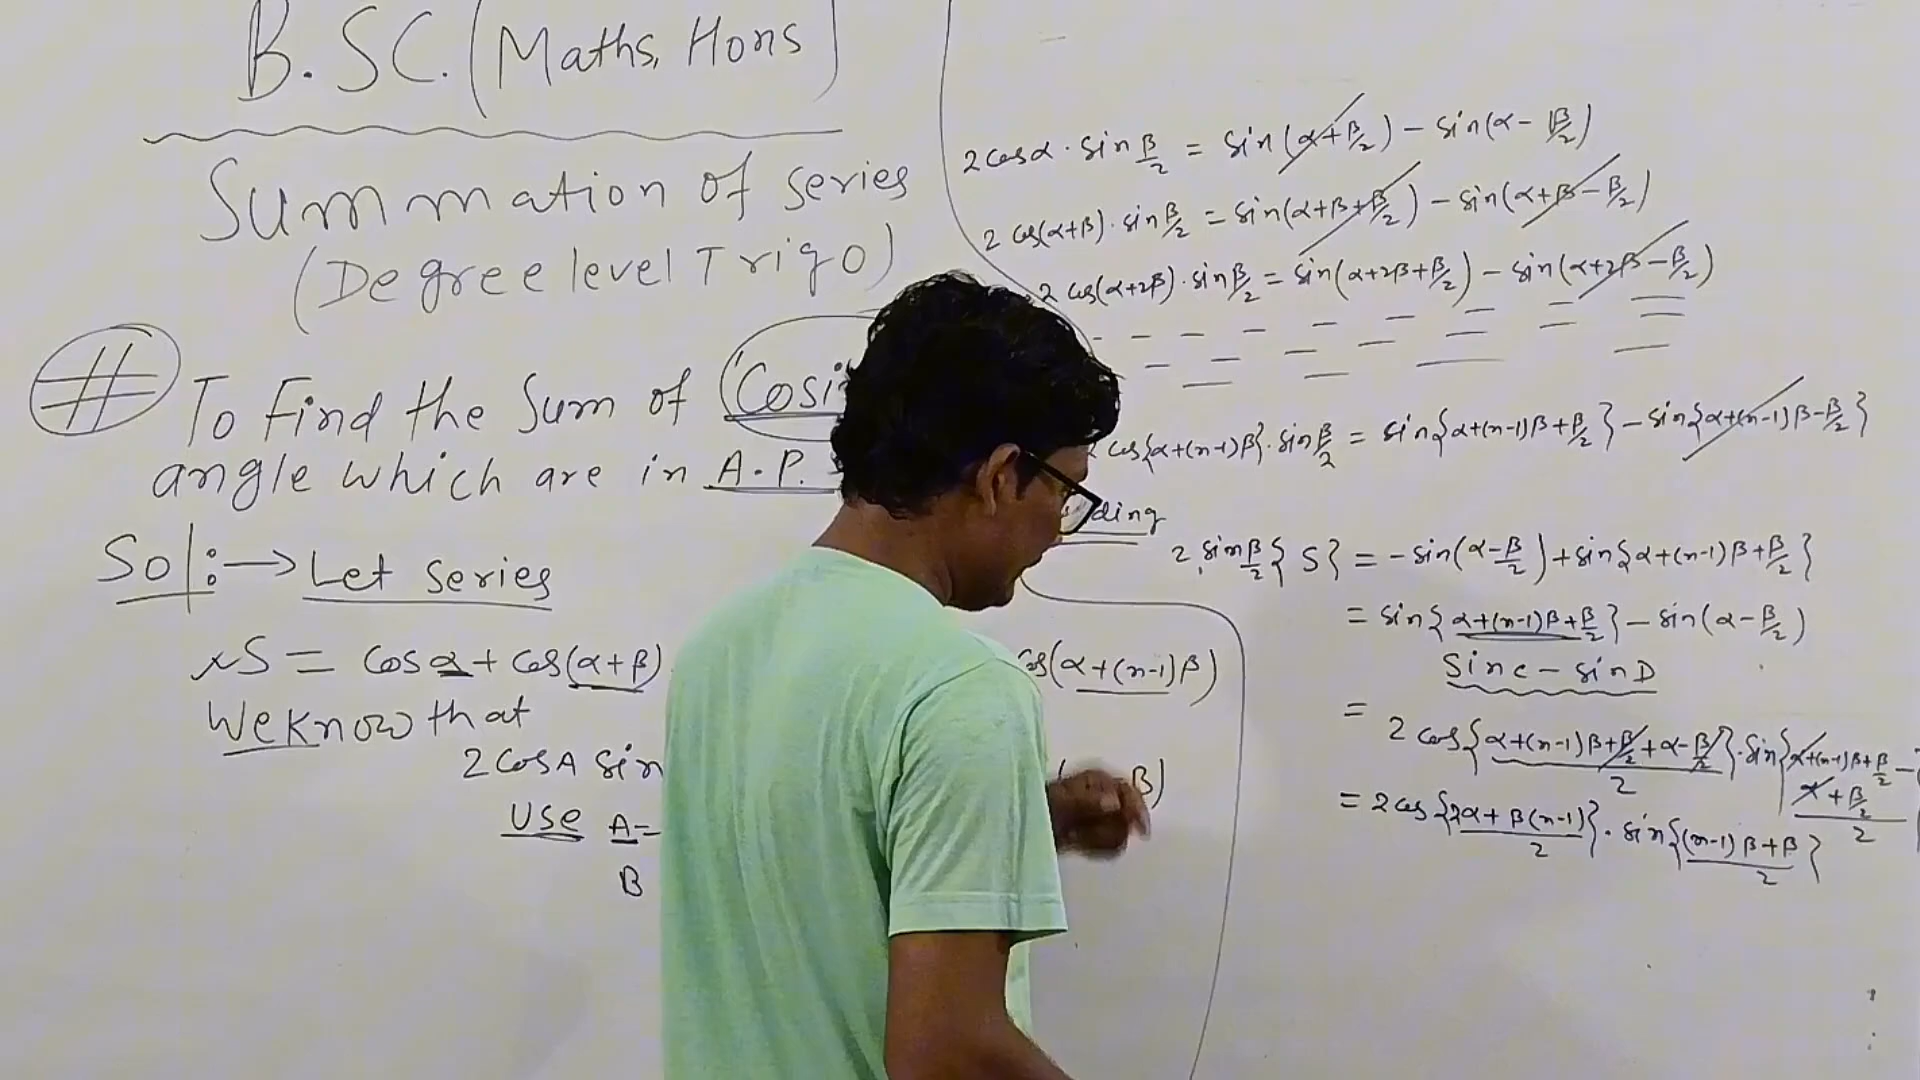 B.SC.(Maths, Hons)
Summation of series
(Degree level Trigo)
# To Find the Sum of
angle which are in A.P.
Sol:→ Let series
S = Cos α + Cos(α+β) Cos(α+(n-1)β)
We know that
2 Cos A Sin B)
Use A=
B
2 cos α · sin β/2 = sin(α+β/2) - sin(α-β/2)
2 cos(α+β) · sin β/2 = sin(α+β+β/2) - sin(α+β-β/2)
2 cos(α+2β) · sin β/2 = sin(α+2β+β/2) - sin(α+2β-β/2)
2 cos{α+(n-1)β} · sin β/2 = sin{α+(n-1)β+β/2} - sin{α+(n-1)β-β/2}
2 sin β/2 { S } = -sin(α-β/2) + sin{α+(n-1)β+β/2}
= sin{α+(n-1)β+β/2} - sin(α-β/2)
Sin C - Sin D
= 2 cos{α+(n-1)β+β/2+α-β/2 / 2} · sin{α+(n-1)β+β/2 - α+β/2 / 2
= 2 cos{2α+β(n-1) / 2} · sin{(n-1)β+β / 2}